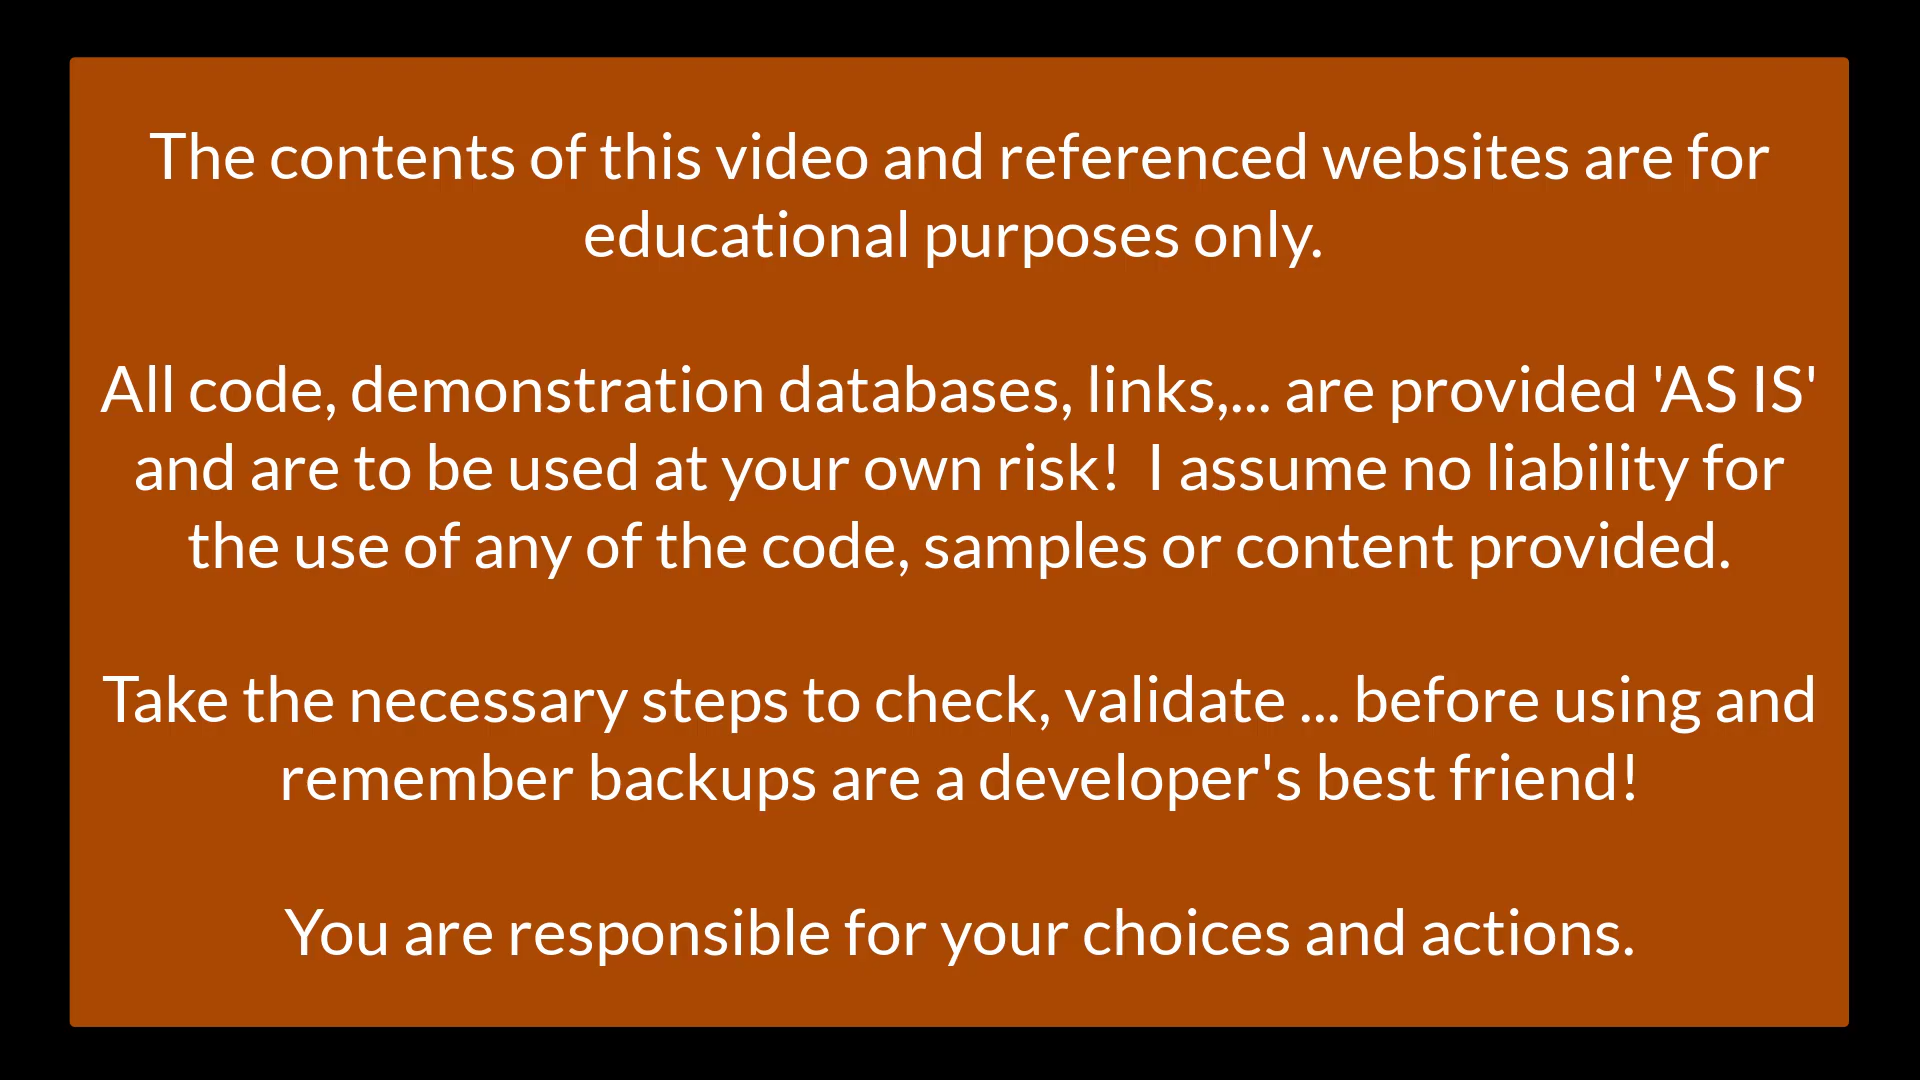 The contents of this video and referenced websites are for
educational purposes only.
All code, demonstration databases, links,... are provided 'AS IS'
and are to be used at your own risk!  I assume no liability for
the use of any of the code, samples or content provided.
Take the necessary steps to check, validate ... before using and
remember backups are a developer's best friend!
You are responsible for your choices and actions.